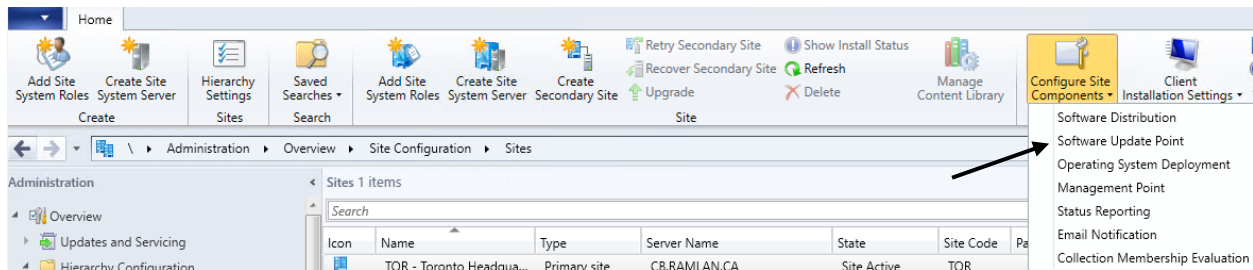 Home
Add Site
System Roles
Create Site
System Server
Create
Hierarchy
Settings
Sites
Saved
Searches
Search
Add Site
System Roles
Create Site
System Server
Create
Secondary Site
Retry Secondary Site
Recover Secondary Site
Upgrade
Show Install Status
Refresh
Delete
Manage
Content Library
Site
Configure Site
Components
Client
Installation Settings
Software Distribution
Software Update Point
Operating System Deployment
Management Point
Status Reporting
Email Notification
Collection Membership Evaluation
\ Administration Overview Site Configuration Sites
Administration
Overview
Updates and Servicing
Hierarchy Configuration
Sites 1 items
Search
Icon Name Type Server Name State Site Code
TOR - Toronto Headqua... Primary site CB.RAMLAN.CA Site Active TOR